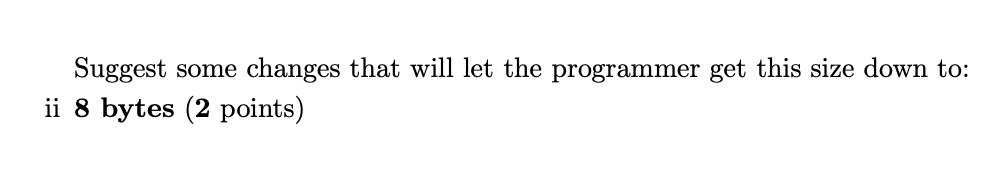 Suggest some changes that will let the programmer get this size down to:
ii 8 bytes (2 points)